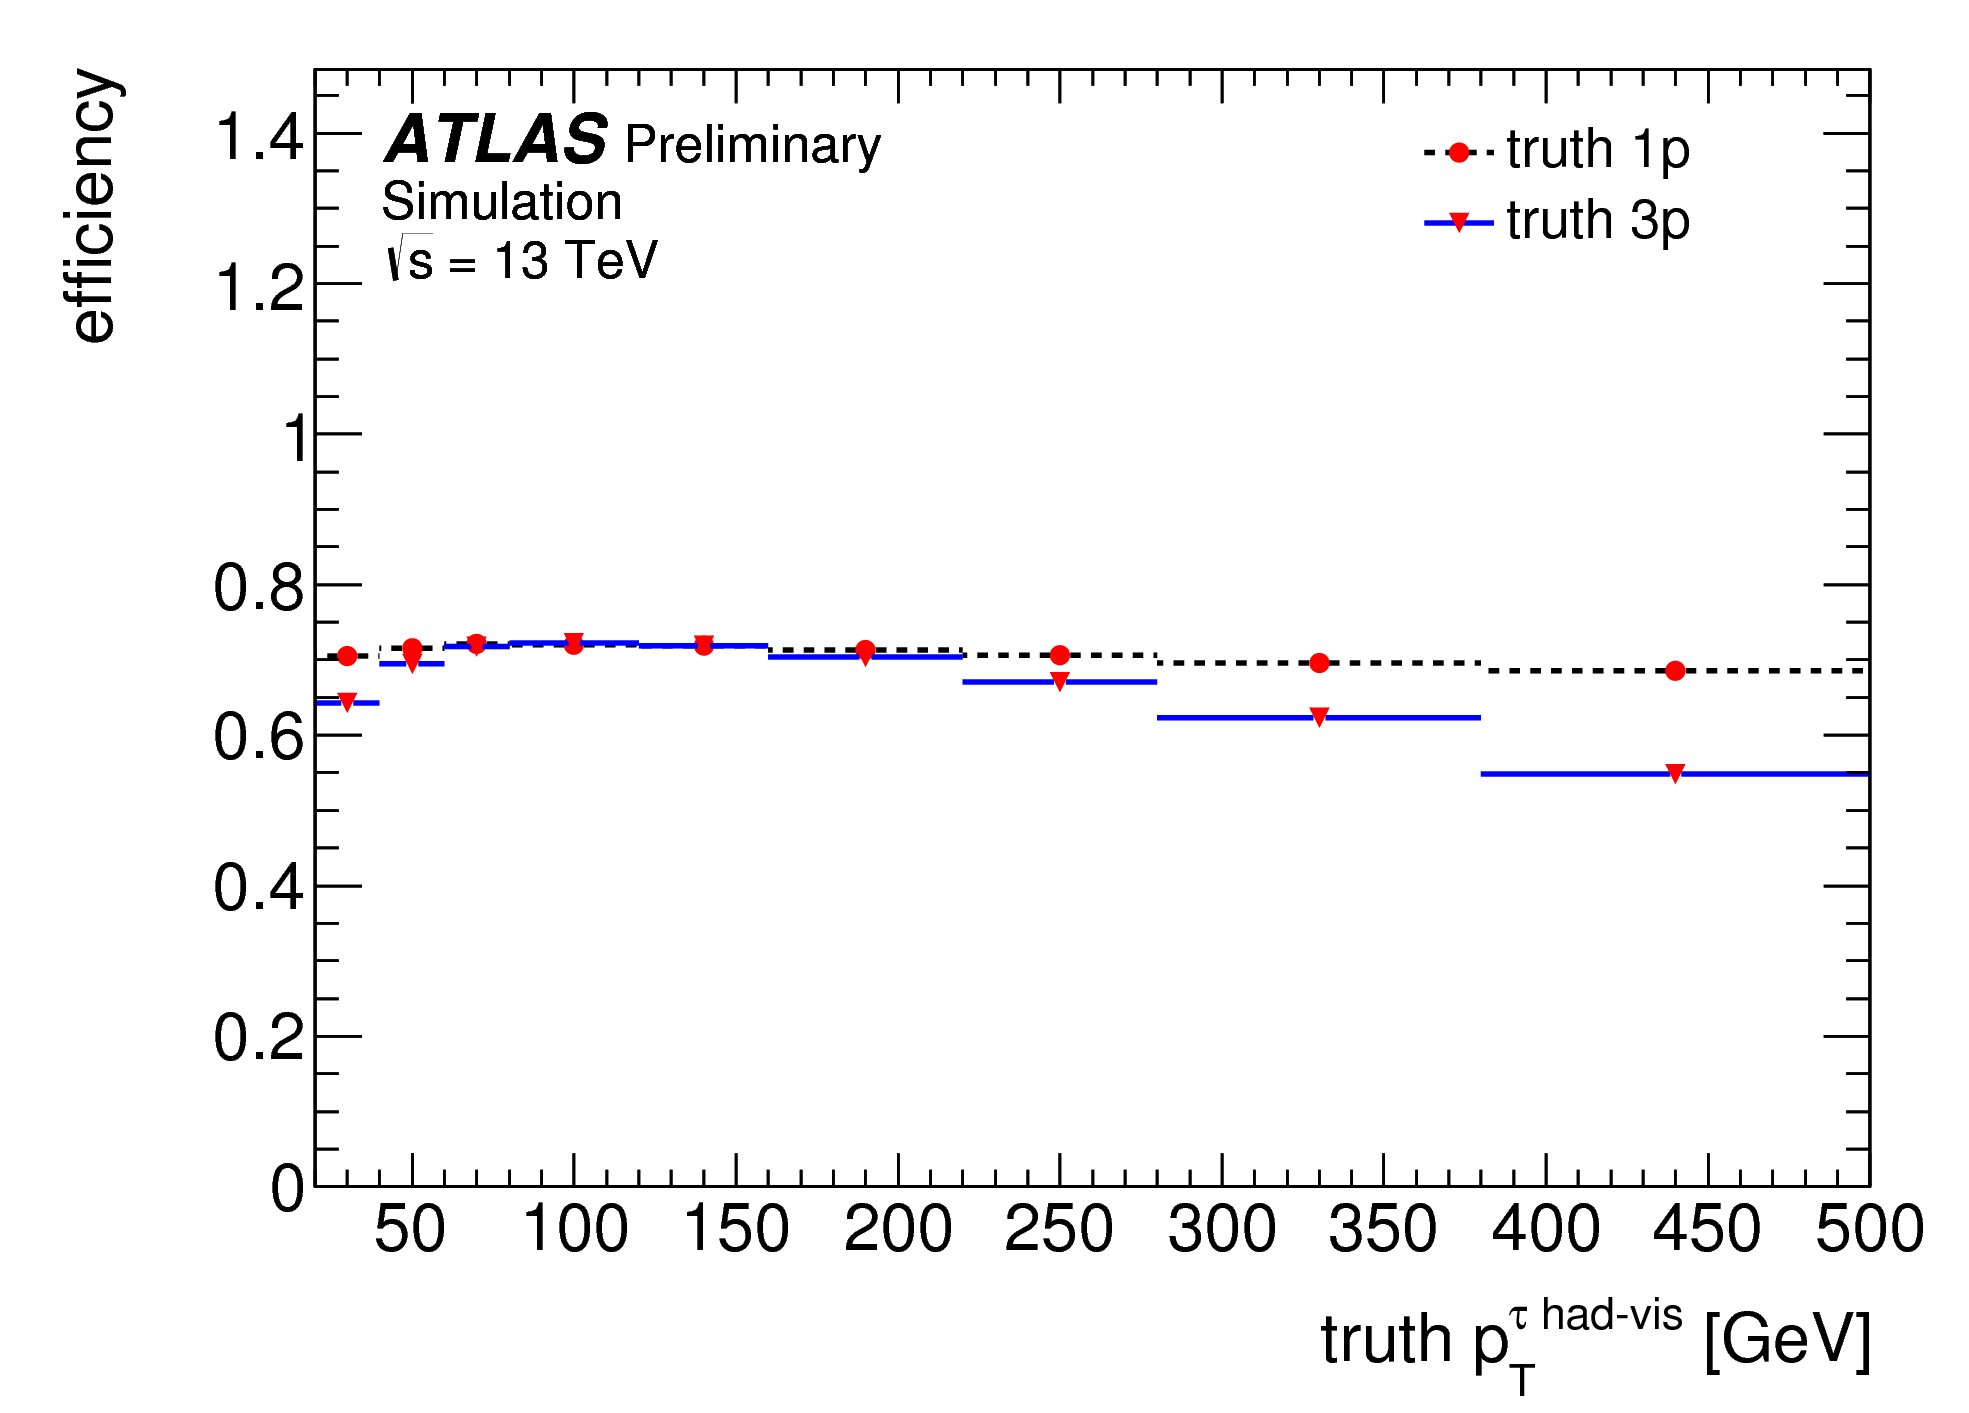 efficiency
ATLAS Preliminary
Simulation
√s = 13 TeV
truth 1p
truth 3p
1.4
1.2
1
0.8
0.6
0.4
0.2
0
50 100 150 200 250 300 350 400 450 500
truth p_T^{τ had-vis} [GeV]